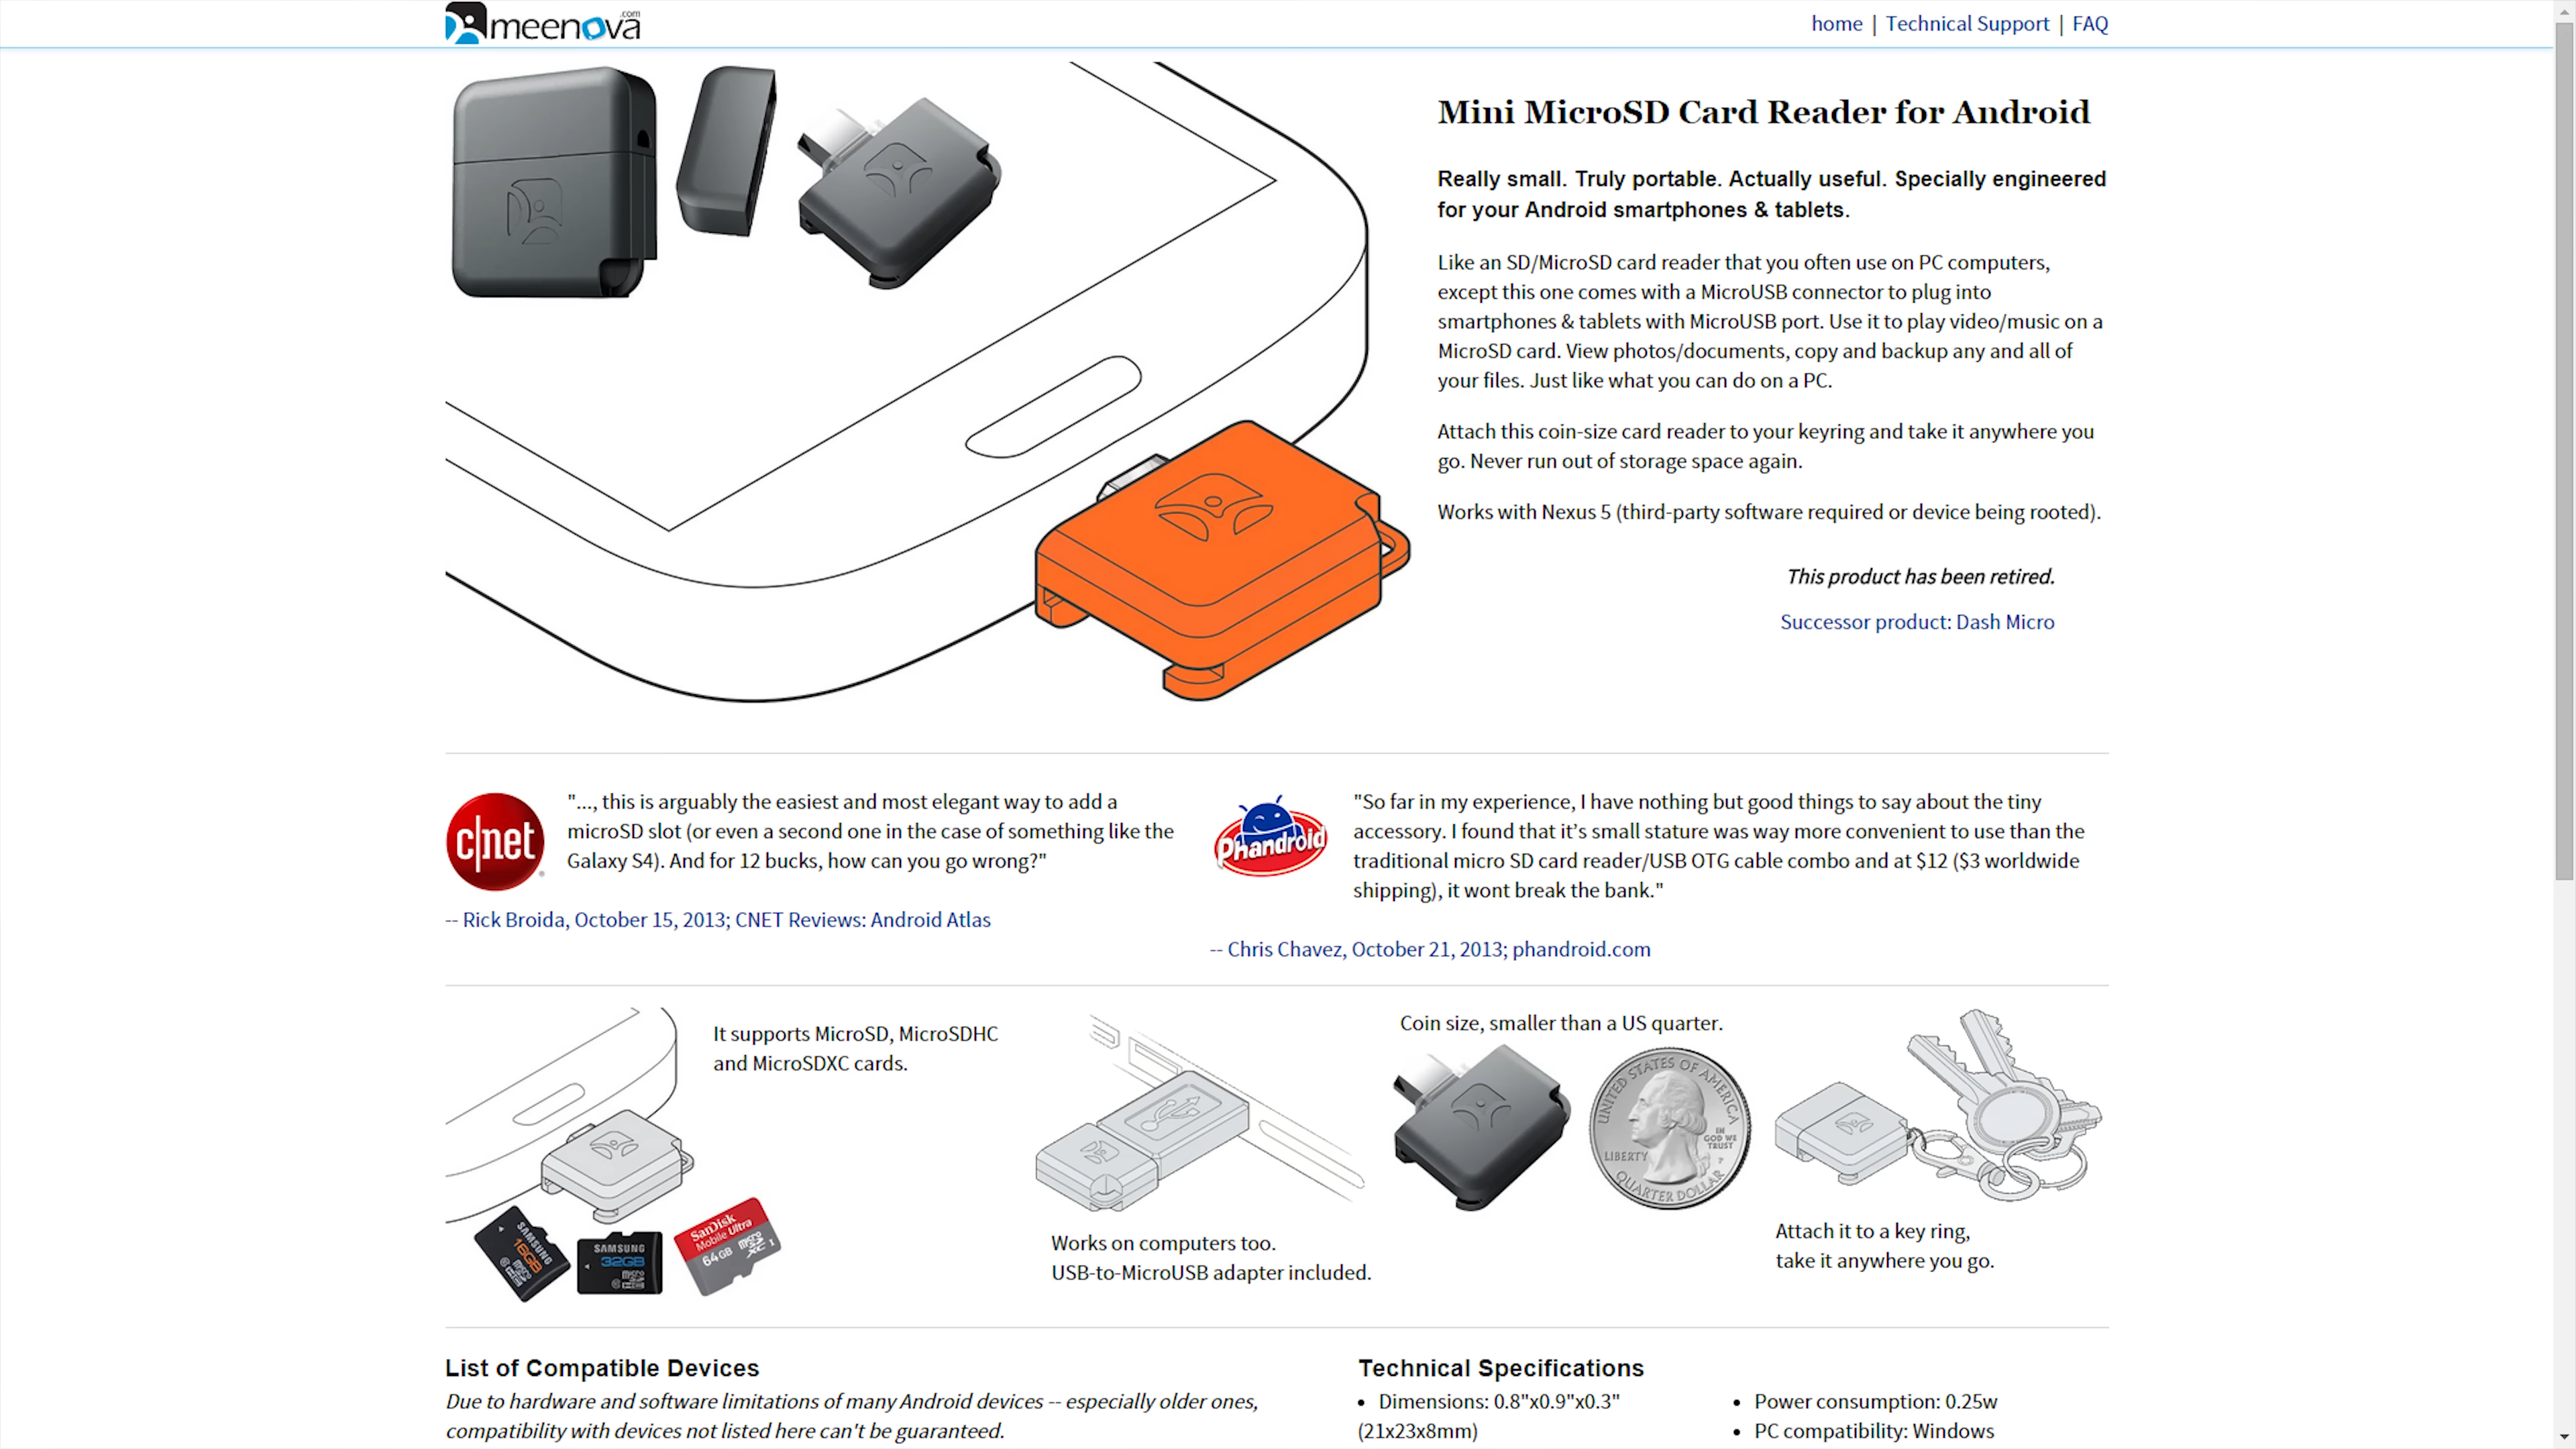 meenova
.com
home | Technical Support | FAQ
Mini MicroSD Card Reader for Android
Really small. Truly portable. Actually useful. Specially engineered
for your Android smartphones & tablets.
Like an SD/MicroSD card reader that you often use on PC computers,
except this one comes with a MicroUSB connector to plug into
smartphones & tablets with MicroUSB port. Use it to play video/music on a
MicroSD card. View photos/documents, copy and backup any and all of
your files. Just like what you can do on a PC.
Attach this coin-size card reader to your keyring and take it anywhere you
go. Never run out of storage space again.
Works with Nexus 5 (third-party software required or device being rooted).
This product has been retired.
Successor product: Dash Micro
c|net
"..., this is arguably the easiest and most elegant way to add a
microSD slot (or even a second one in the case of something like the
Galaxy S4). And for 12 bucks, how can you go wrong?"
-- Rick Broida, October 15, 2013; CNET Reviews: Android Atlas
Phandroid
"So far in my experience, I have nothing but good things to say about the tiny
accessory. I found that it's small stature was way more convenient to use than the
traditional micro SD card reader/USB OTG cable combo and at $12 ($3 worldwide
shipping), it wont break the bank."
-- Chris Chavez, October 21, 2013; phandroid.com
It supports MicroSD, MicroSDHC
and MicroSDXC cards.
SAMSUNG
16GB
SAMSUNG
32GB
SanDisk
Mobile Ultra
64GB
Works on computers too.
USB-to-MicroUSB adapter included.
Coin size, smaller than a US quarter.
UNITED STATES OF AMERICA
IN
GOD WE
TRUST
LIBERTY
P
QUARTER DOLLAR
Attach it to a key ring,
take it anywhere you go.
List of Compatible Devices
Due to hardware and software limitations of many Android devices -- especially older ones,
compatibility with devices not listed here can't be guaranteed.
Technical Specifications
• Dimensions: 0.8"x0.9"x0.3"
(21x23x8mm)
• Power consumption: 0.25w
• PC compatibility: Windows